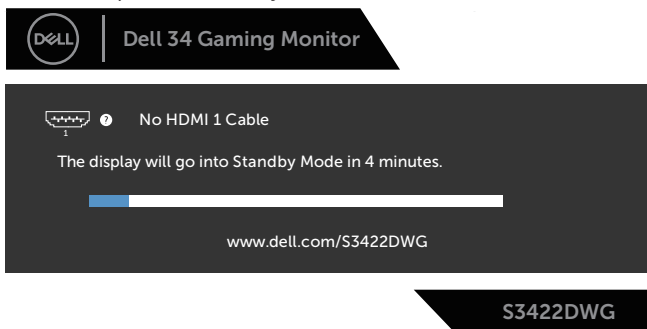 DELL
Dell 34 Gaming Monitor
? No HDMI 1 Cable
1
The display will go into Standby Mode in 4 minutes.
www.dell.com/S3422DWG
S3422DWG